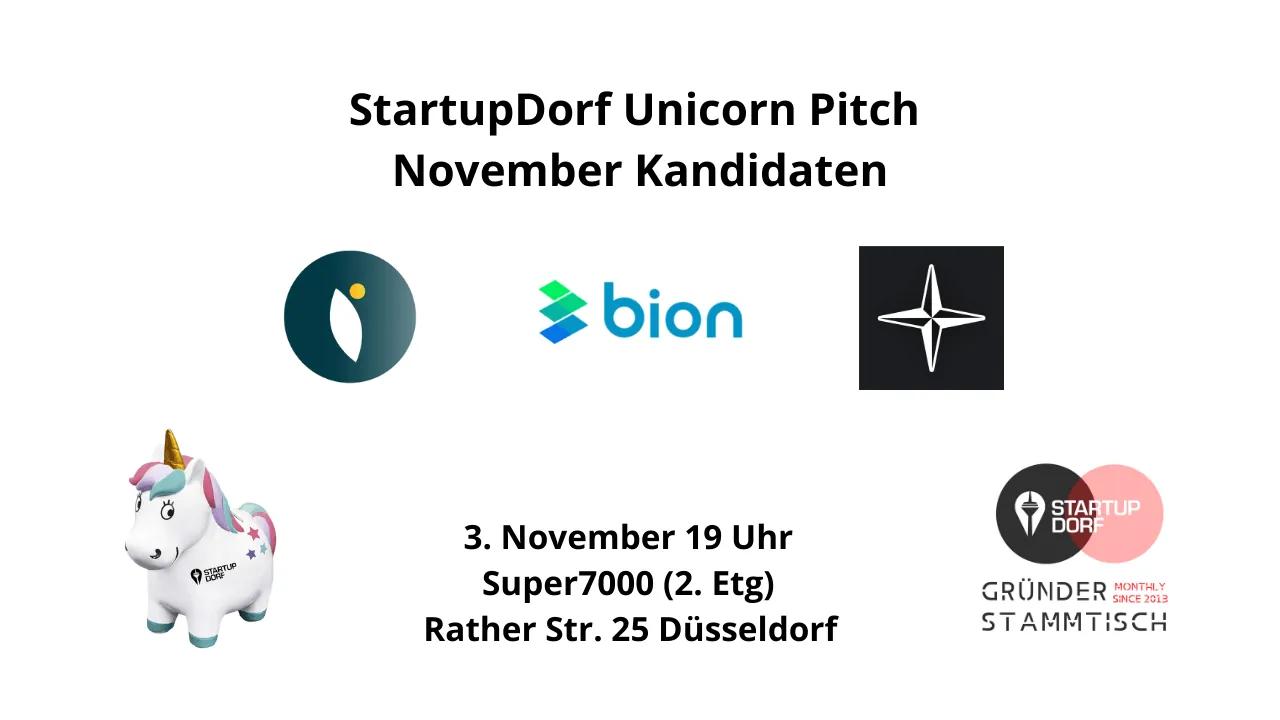 StartupDorf Unicorn Pitch
November Kandidaten
bion
STARTUP
DORF
3. November 19 Uhr
Super7000 (2. Etg)
Rather Str. 25 Düsseldorf
STARTUP
DORF
GRÜNDER MONTHLY
SINCE 2013
STAMMTISCH